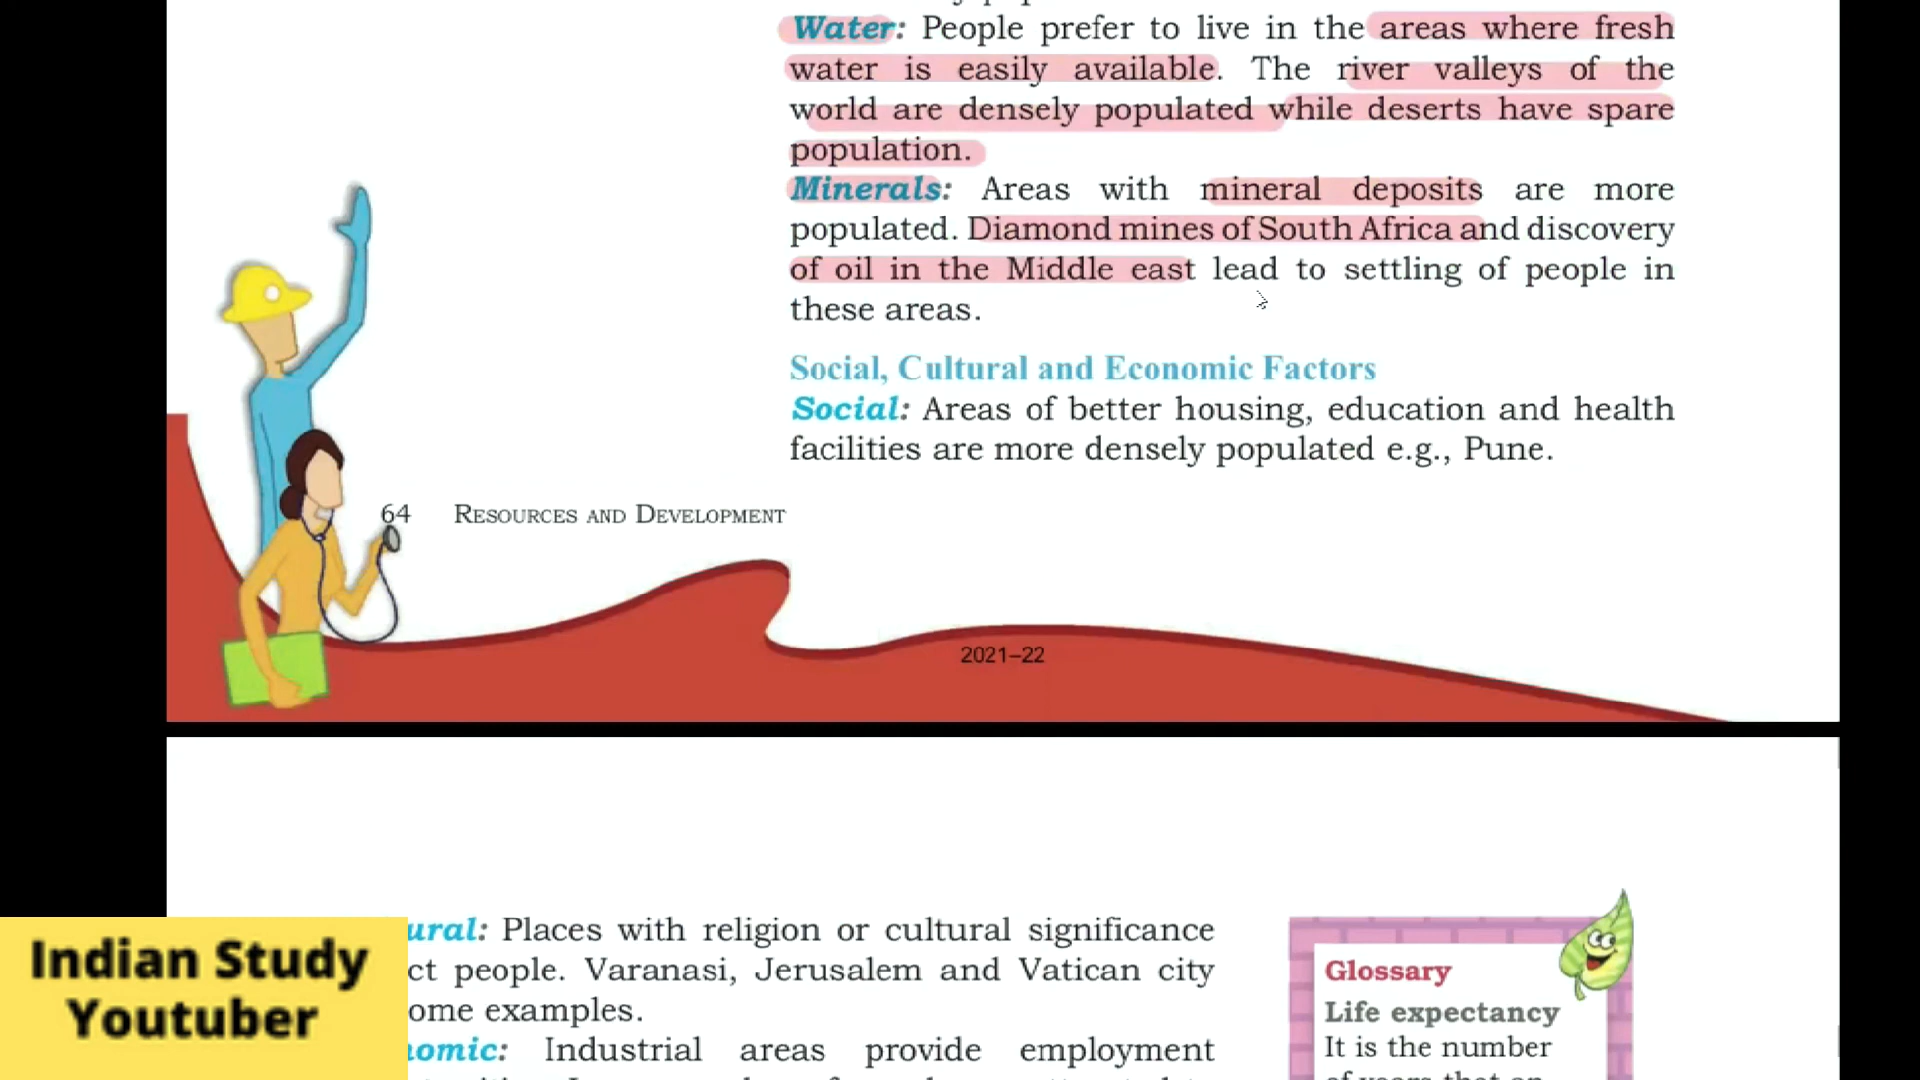 Water: People prefer to live in the areas where fresh
water is easily available. The river valleys of the
world are densely populated while deserts have spare
population.
Minerals: Areas with mineral deposits are more
populated. Diamond mines of South Africa and discovery
of oil in the Middle east lead to settling of people in
these areas.
Social, Cultural and Economic Factors
Social: Areas of better housing, education and health
facilities are more densely populated e.g., Pune.
64 RESOURCES AND DEVELOPMENT
2021–22
ural: Places with religion or cultural significance
ct people. Varanasi, Jerusalem and Vatican city
ome examples.
nomic: Industrial areas provide employment
Glossary
Life expectancy
It is the number
of years that an
Indian Study
Youtuber